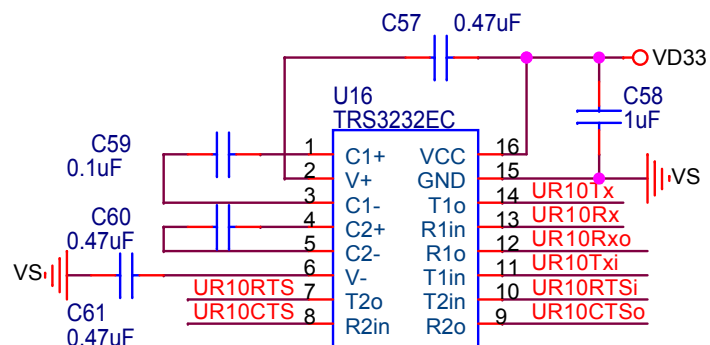 C57 0.47uF
VD33
U16
TRS3232EC
C58
1uF
C59
0.1uF
1 C1+ VCC 16
2 V+ GND 15 VS
3 C1- T1o 14 UR10Tx
C60
0.47uF
4 C2+ R1in 13 UR10Rx
5 C2- R1o 12 UR10Rxo
VS 6 V- T1in 11 UR10Txi
UR10RTS 7 T2o T2in 10 UR10RTSi
UR10CTS 8 R2in R2o 9 UR10CTSo
C61
0.47uF